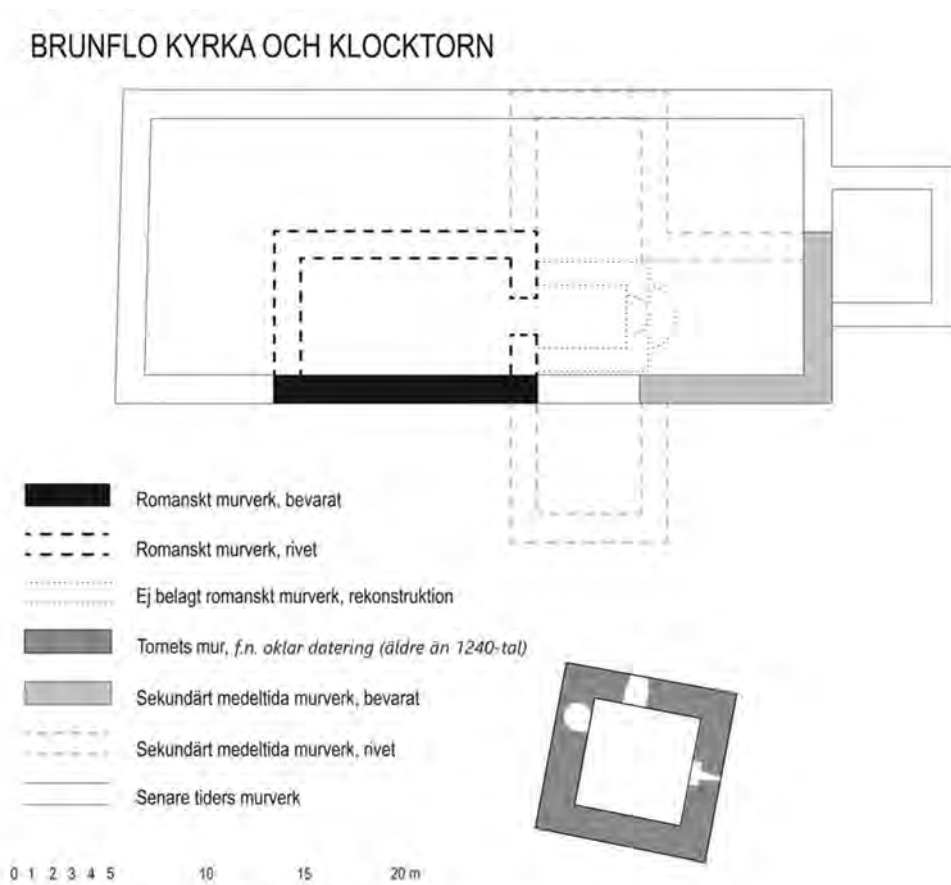 BRUNFLO KYRKA OCH KLOCKTORN
Romanskt murverk, bevarat
Romanskt murverk, rivet
Ej belagt romanskt murverk, rekonstruktion
Tornets mur, f.n. oklar datering (äldre än 1240-tal)
Sekundärt medeltida murverk, bevarat
Sekundärt medeltida murverk, rivet
Senare tiders murverk
0 1 2 3 4 5 10 15 20 m